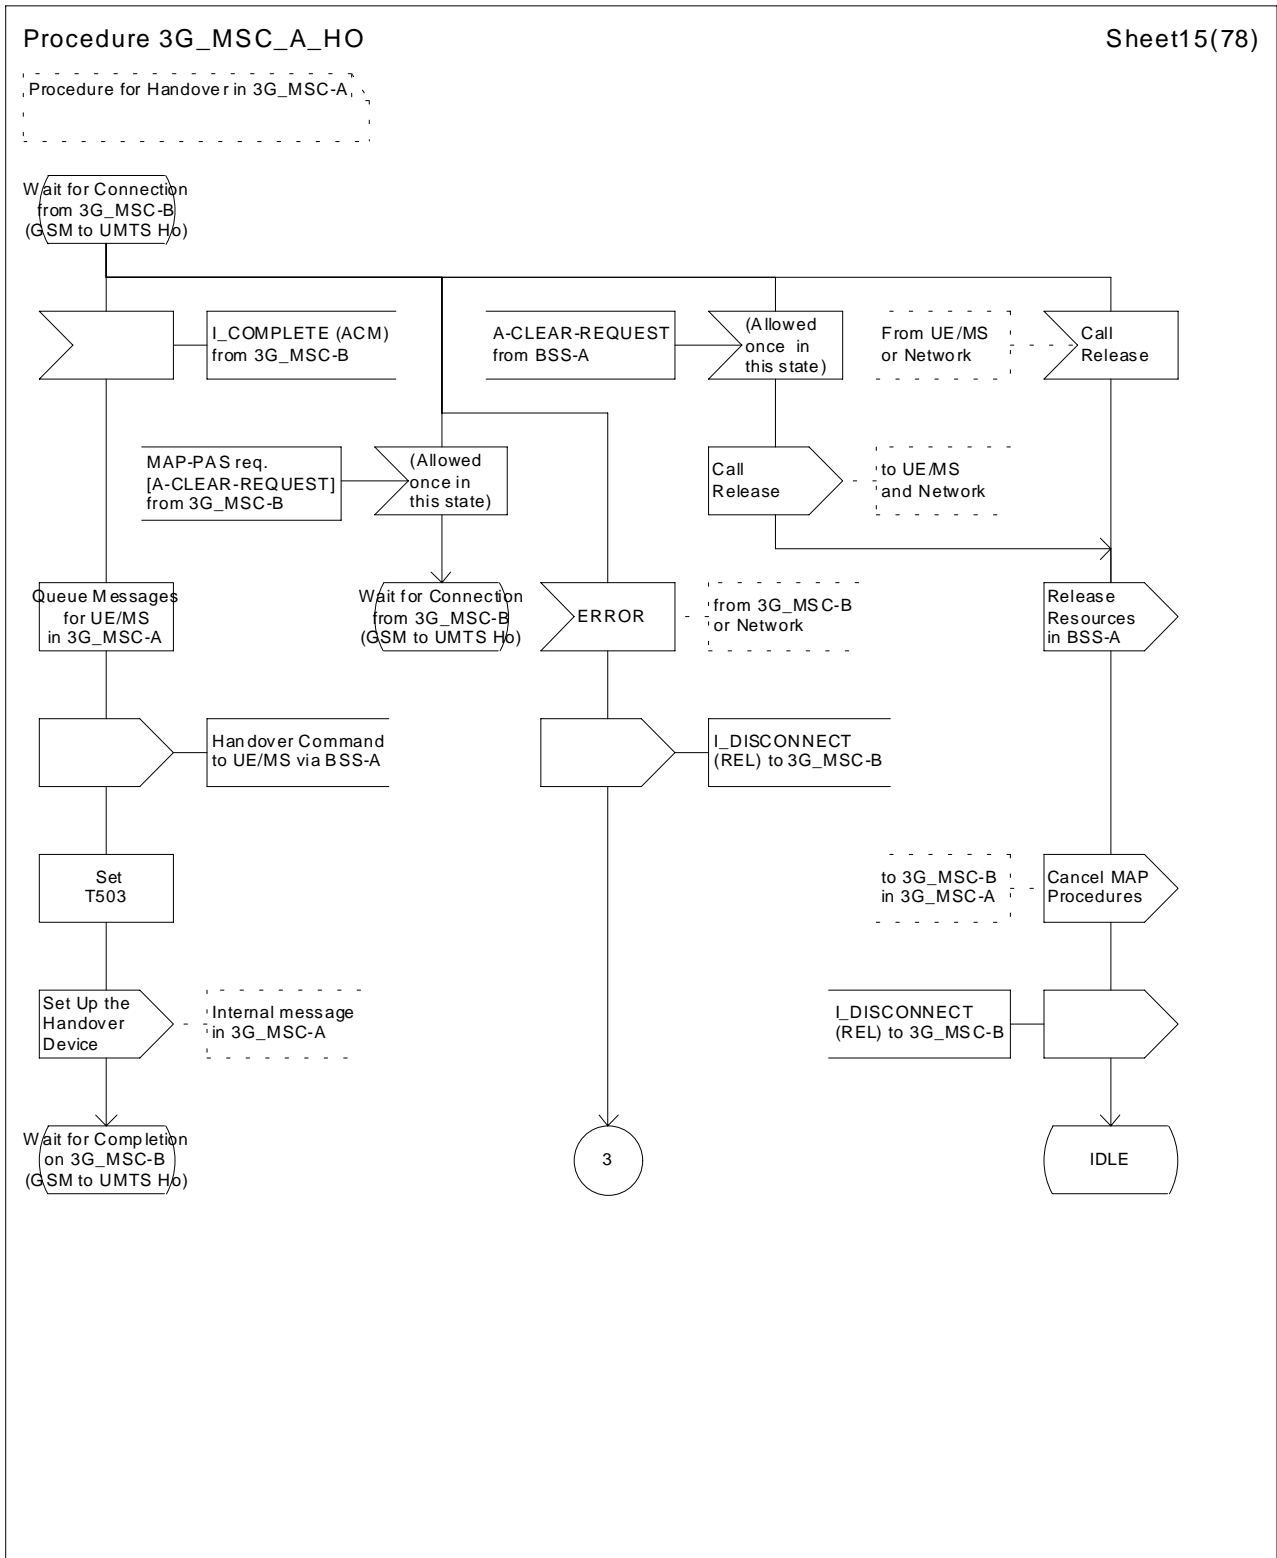 Procedure 3G_MSC_A_HO
Sheet15(78)
Procedure for Handover in 3G_MSC-A
Wait for Connection
from 3G_MSC-B
(GSM to UMTS Ho)
I_COMPLETE (ACM)
from 3G_MSC-B
A-CLEAR-REQUEST
from BSS-A
(Allowed
once in
this state)
From UE/MS
or Network
Call
Release
MAP-PAS req.
[A-CLEAR-REQUEST]
from 3G_MSC-B
(Allowed
once in
this state)
Call
Release
to UE/MS
and Network
Queue Messages
for UE/MS
in 3G_MSC-A
Wait for Connection
from 3G_MSC-B
(GSM to UMTS Ho)
ERROR
from 3G_MSC-B
or Network
Release
Resources
in BSS-A
Handover Command
to UE/MS via BSS-A
I_DISCONNECT
(REL) to 3G_MSC-B
Set
T503
to 3G_MSC-B
in 3G_MSC-A
Cancel MAP
Procedures
Set Up the
Handover
Device
Internal message
in 3G_MSC-A
I_DISCONNECT
(REL) to 3G_MSC-B
Wait for Completion
on 3G_MSC-B
(GSM to UMTS Ho)
3
IDLE